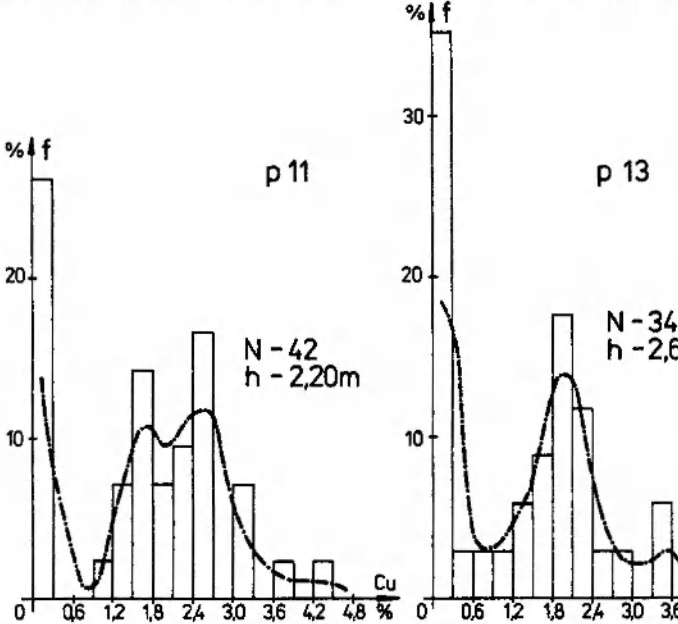 % f
p 11
20
N - 42
h - 2,20m
10
Cu
0 0,6 1,2 1,8 2,4 3,0 3,6 4,2 4,8 %
% f
30
p 13
20
N - 34
h - 2,6
10
0 0,6 1,2 1,8 2,4 3,0 3,6